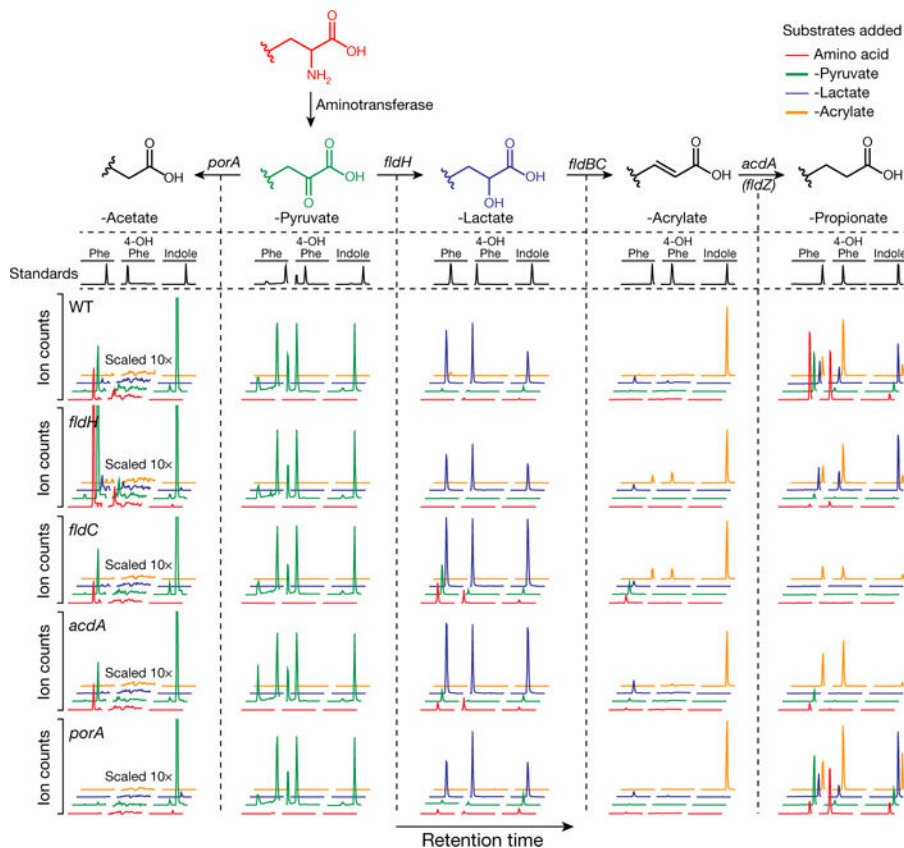 Substrates added
Amino acid
-Pyruvate
-Lactate
-Acrylate
O
OH
NH2
Aminotransferase
O
OH
porA
O
OH
O
fldH
O
OH
OH
fldBC
O
OH
acdA
(fldZ)
O
OH
-Acetate
-Pyruvate
-Lactate
-Acrylate
-Propionate
Standards
Phe 4-OH Phe Indole
Phe 4-OH Phe Indole
Phe 4-OH Phe Indole
Phe 4-OH Phe Indole
Phe 4-OH Phe Indole
Ion counts
WT
Scaled 10×
Ion counts
fldH
Scaled 10×
Ion counts
fldC
Scaled 10×
Ion counts
acdA
Scaled 10×
Ion counts
porA
Scaled 10×
Retention time